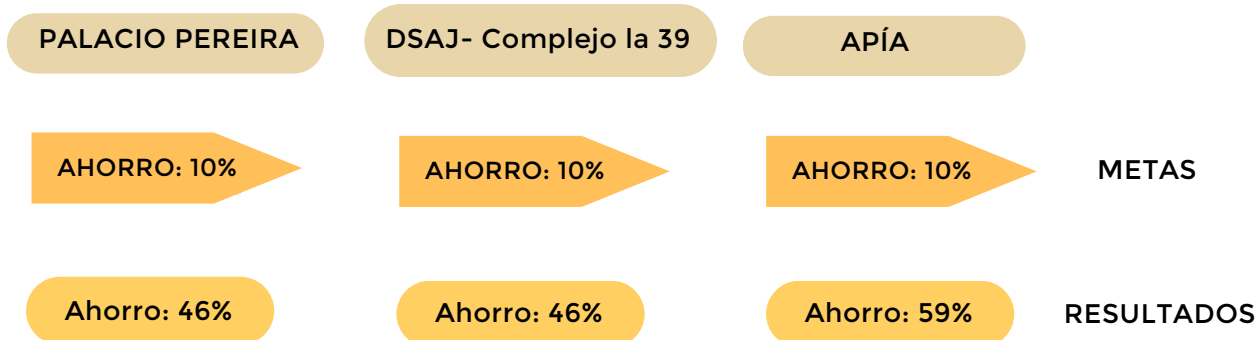 PALACIO PEREIRA
DSAJ- Complejo la 39
APÍA
AHORRO: 10%
AHORRO: 10%
AHORRO: 10%
METAS
Ahorro: 46%
Ahorro: 46%
Ahorro: 59%
RESULTADOS